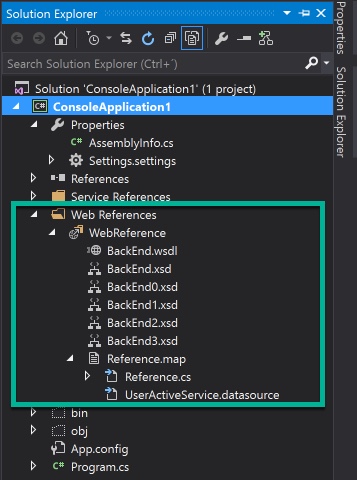 Solution Explorer
Search Solution Explorer (Ctrl+´)
Solution 'ConsoleApplication1' (1 project)
C# ConsoleApplication1
Properties
C# AssemblyInfo.cs
Settings.settings
References
Service References
Web References
WebReference
BackEnd.wsdl
BackEnd.xsd
BackEnd0.xsd
BackEnd1.xsd
BackEnd2.xsd
BackEnd3.xsd
Reference.map
Reference.cs
UserActiveService.datasource
bin
obj
App.config
C# Program.cs
Properties
Solution Explorer